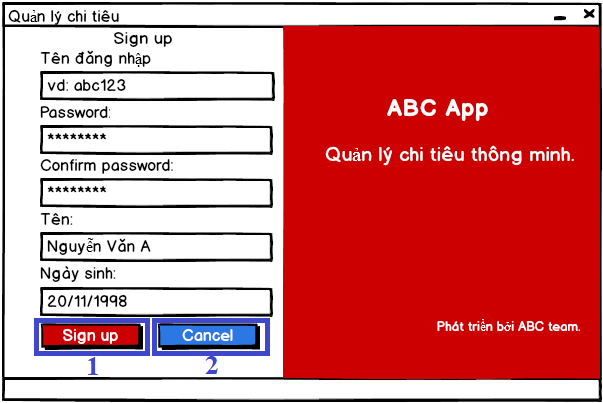 Quản lý chi tiêu
Sign up
Tên đăng nhập
vd: abc123
Password:
********
Confirm password:
********
Tên:
Nguyễn Văn A
Ngày sinh:
20/11/1998
Sign up
Cancel
1
2
ABC App
Quản lý chi tiêu thông minh.
Phát triển bởi ABC team.